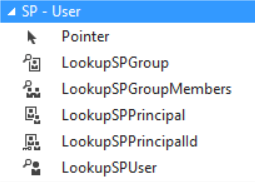 SP - User
Pointer
LookupSPGroup
LookupSPGroupMembers
LookupSPPrincipal
LookupSPPrincipalId
LookupSPUser